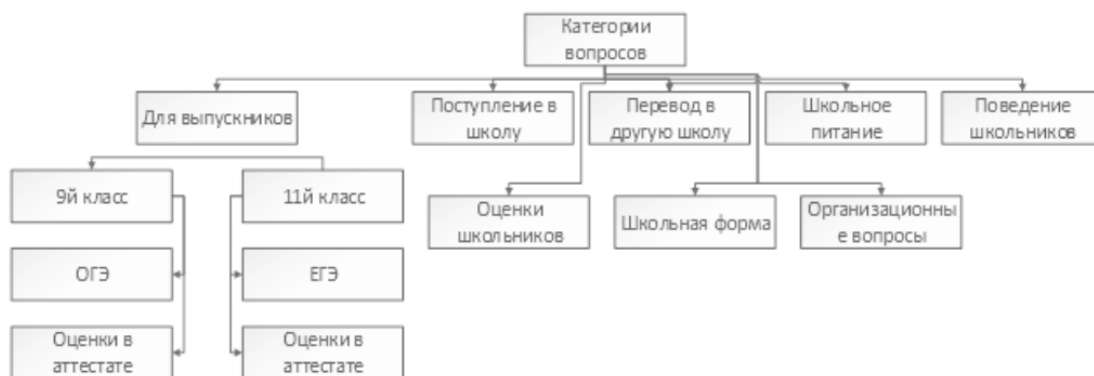 Категории
вопросов
Для выпускников
Поступление в
школу
Перевод в
другую школу
Школьное
питание
Поведение
школьников
9й класс
11й класс
Оценки
школьников
Школьная форма
Организационны
е вопросы
ОГЭ
ЕГЭ
Оценки в
аттестате
Оценки в
аттестате